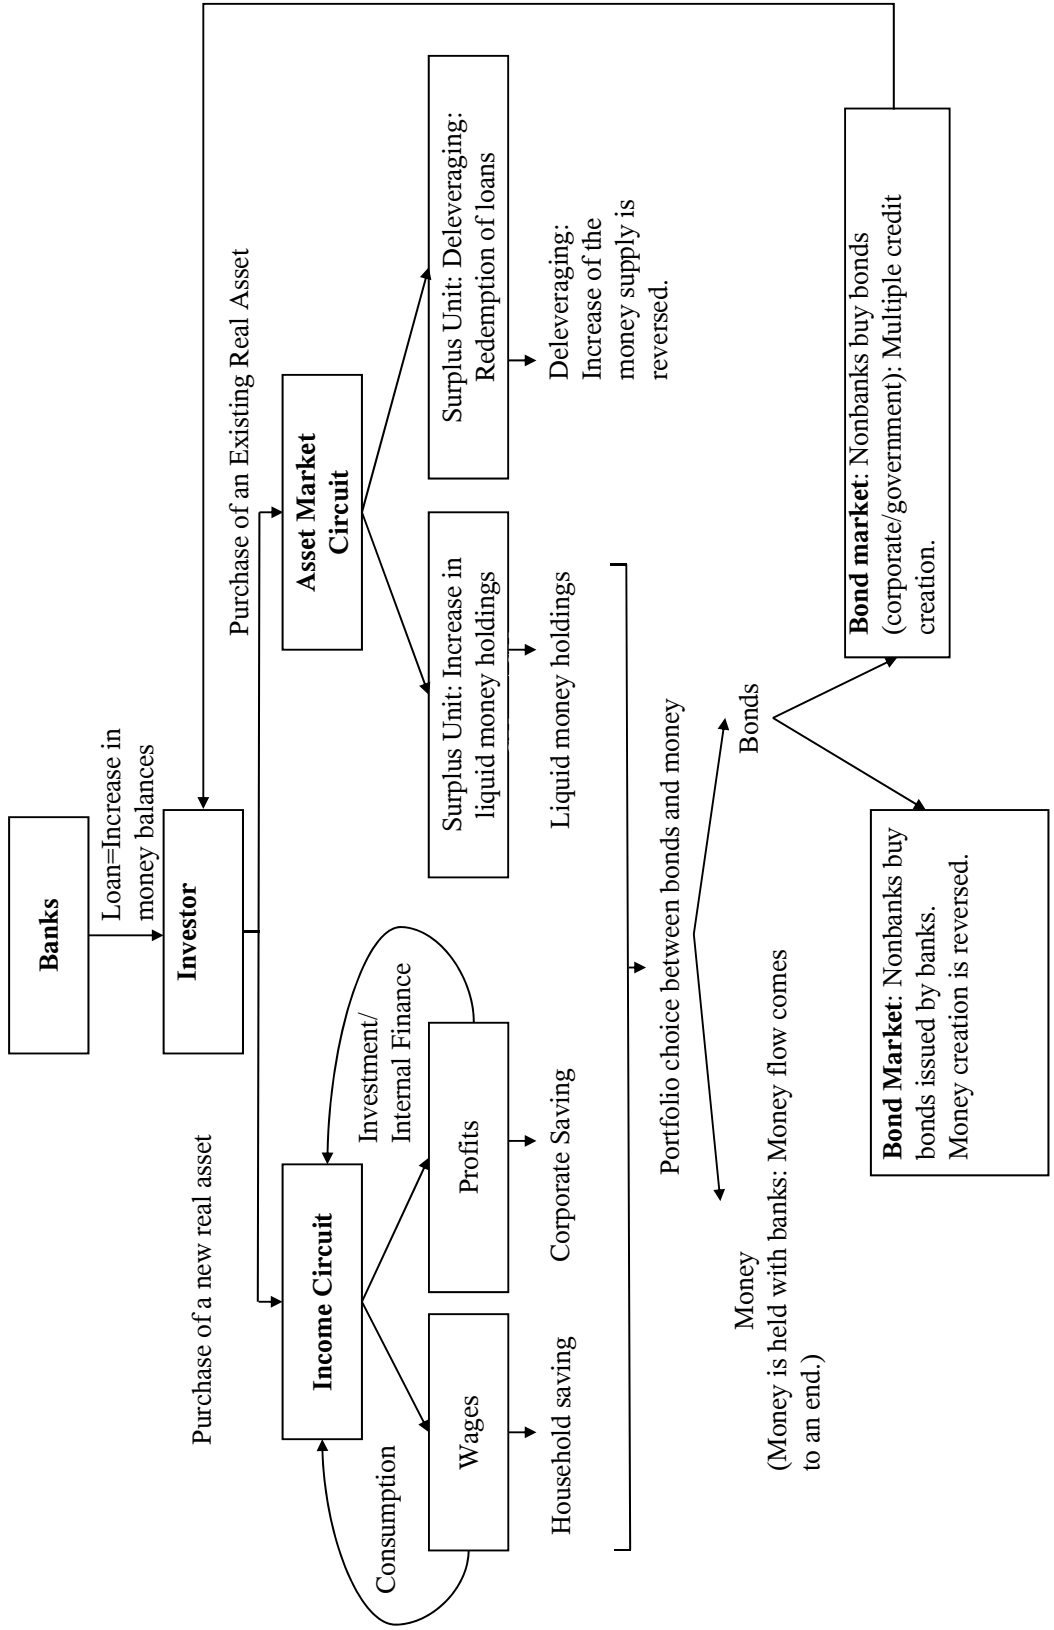 Banks
Loan=Increase in
money balances
Investor
Purchase of a new real asset
Purchase of an Existing Real Asset
Income Circuit
Asset Market
Circuit
Consumption
Investment/
Internal Finance
Wages
Profits
Surplus Unit: Increase in
liquid money holdings
Surplus Unit: Deleveraging:
Redemption of loans
Household saving
Corporate Saving
Liquid money holdings
Deleveraging:
Increase of the
money supply is
reversed.
Portfolio choice between bonds and money
Money
(Money is held with banks: Money flow comes
to an end.)
Bonds
Bond Market: Nonbanks buy
bonds issued by banks.
Money creation is reversed.
Bond market: Nonbanks buy bonds
(corporate/government): Multiple credit
creation.